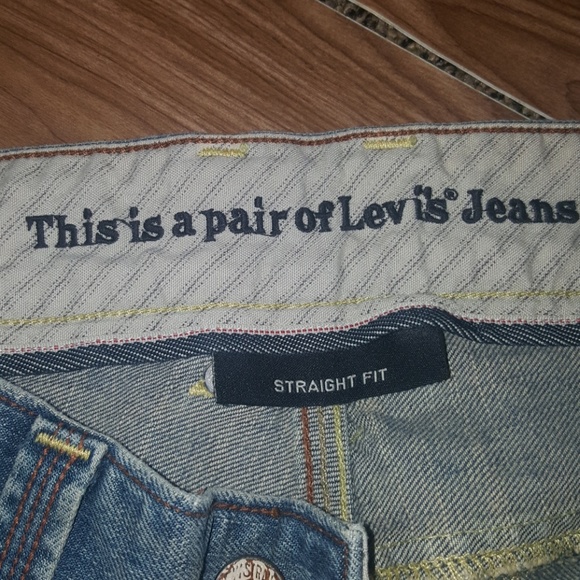 This is a pair of Levi's® Jeans
STRAIGHT FIT